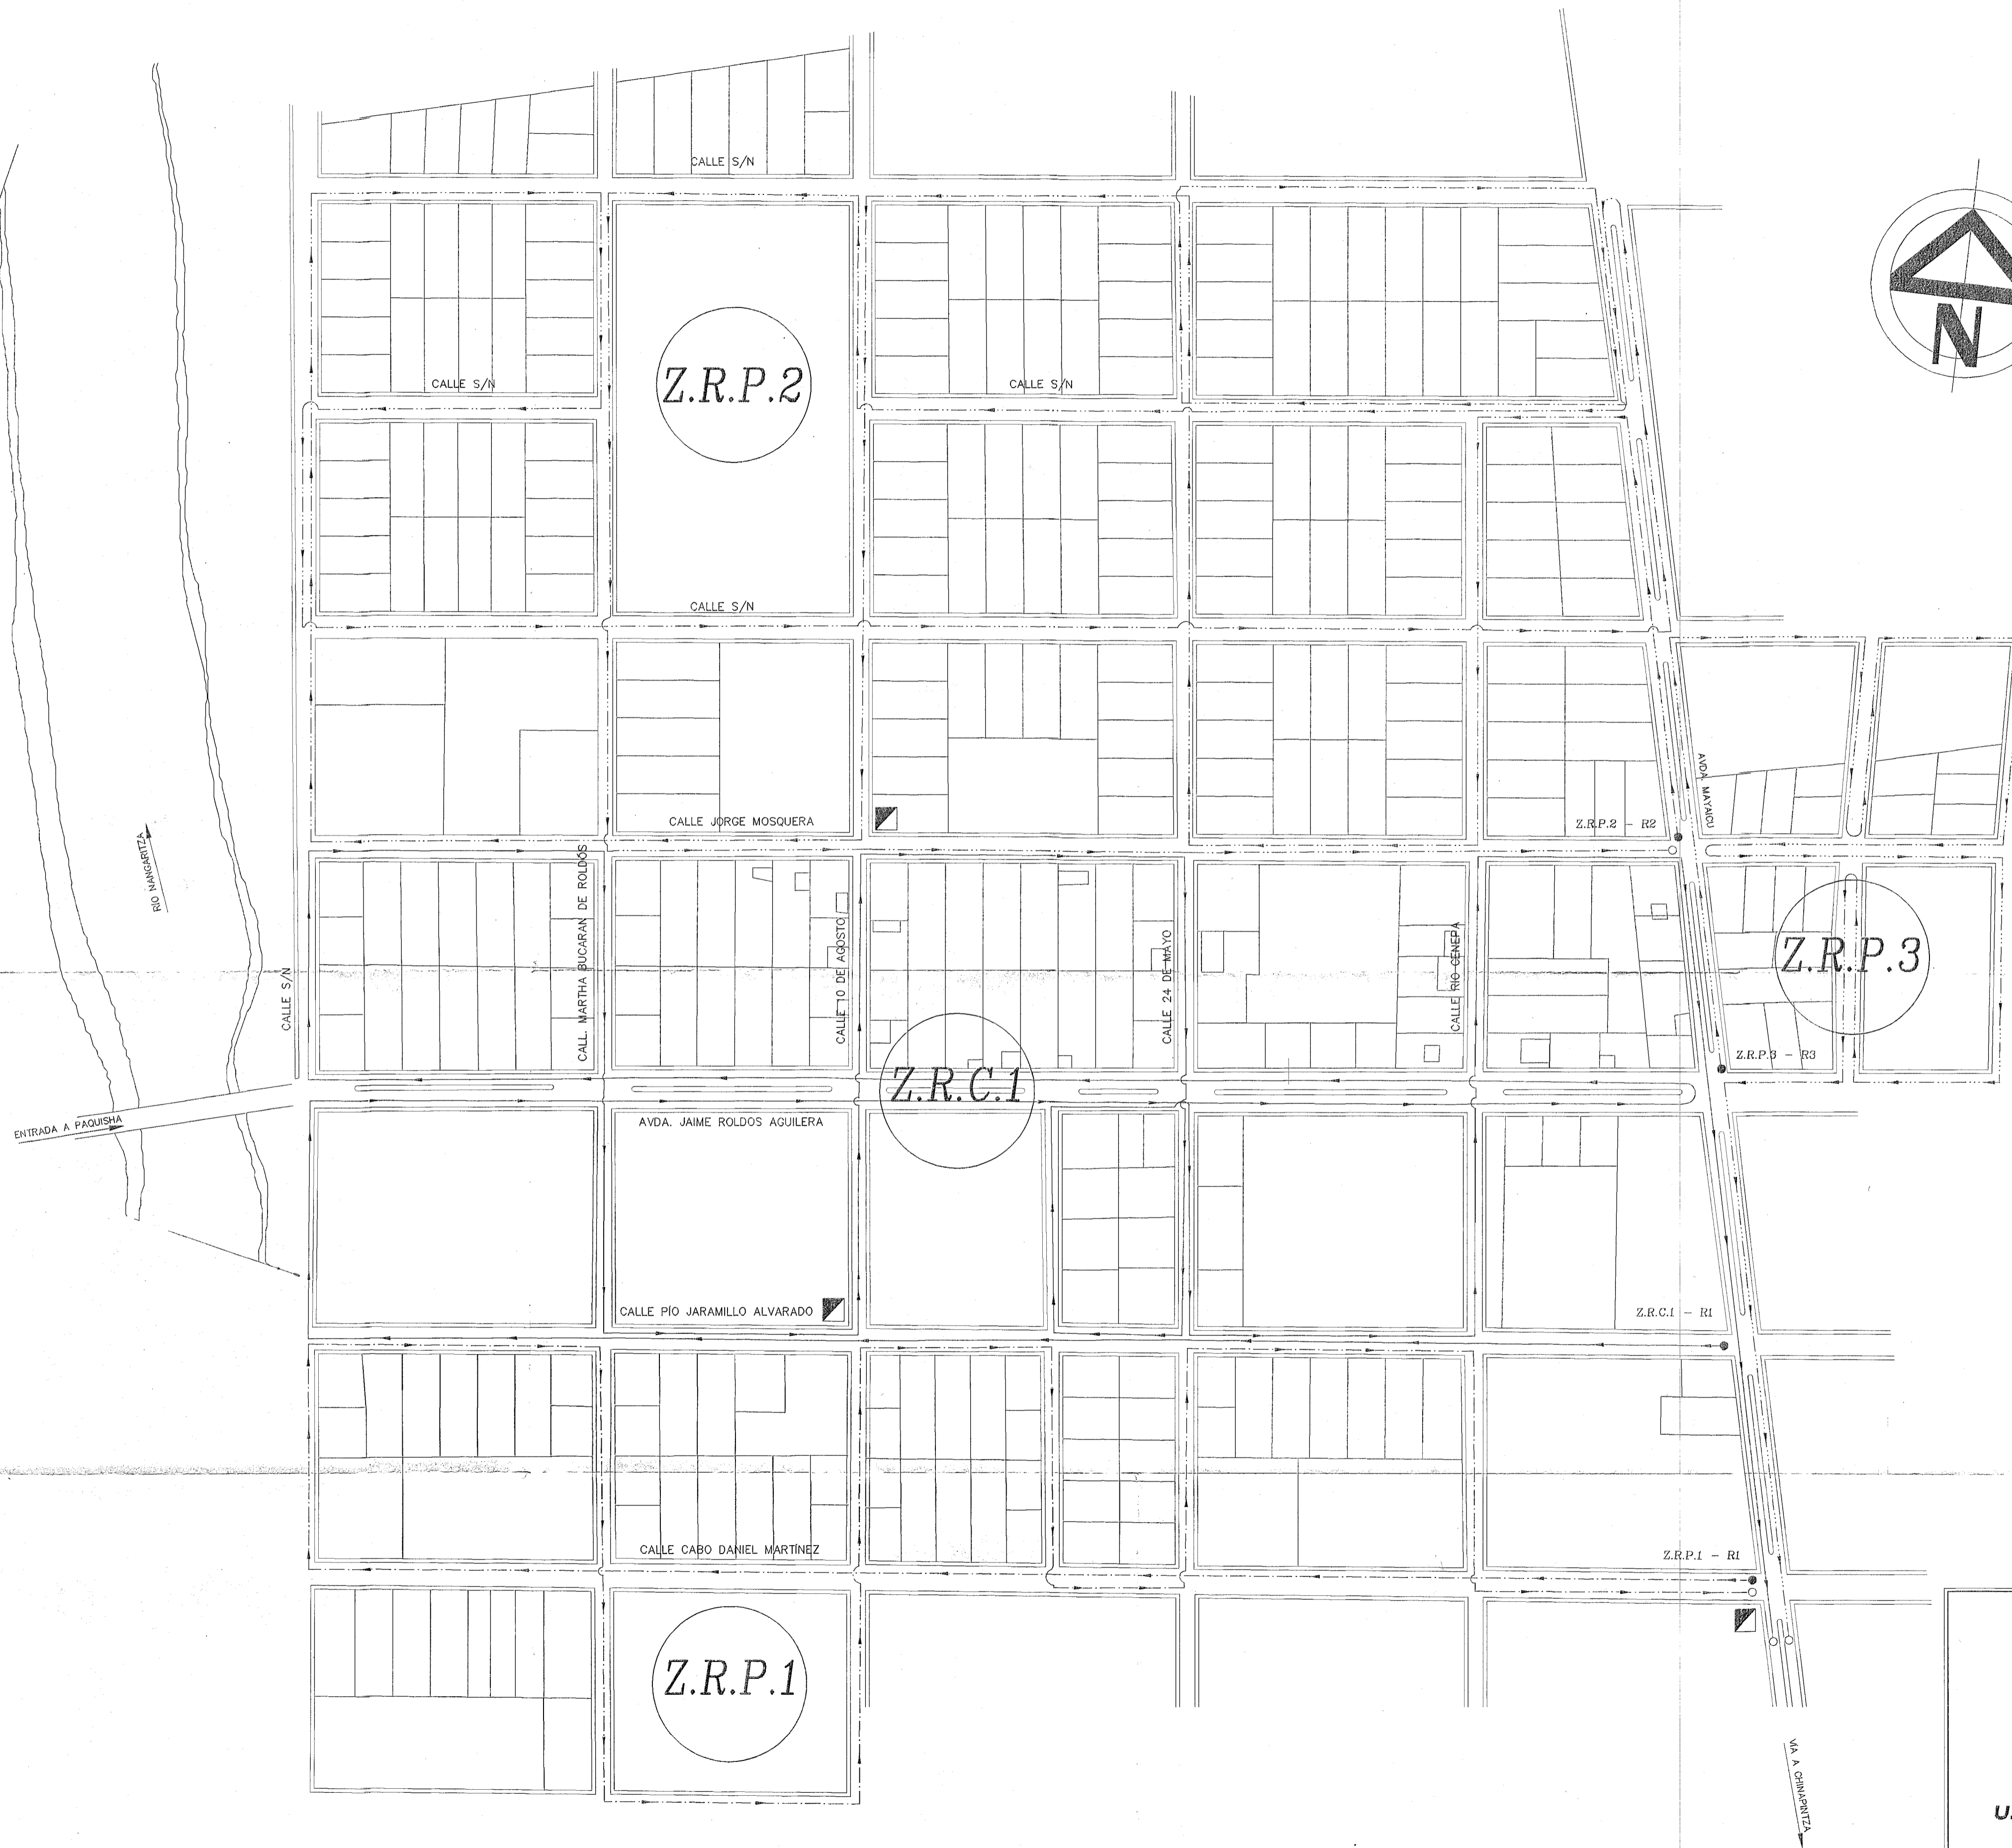 CALLE S/N
N
Z.R.P.2
CALLE S/N
CALLE S/N
CALLE S/N
AVDA. MAYAICU
CALLE JORGE MOSQUERA
Z.R.P.2 - R2
RIO NANGARITZA
CALL. MARTHA BUCARAN DE ROLDÓS
CALLE 10 DE AGOSTO
CALLE 24 DE MAYO
CALLE RIO CENEPA
Z.R.P.3
CALLE S/N
Z.R.P.3 - R3
Z.R.C.1
ENTRADA A PAQUISHA
AVDA. JAIME ROLDOS AGUILERA
CALLE PÍO JARAMILLO ALVARADO
Z.R.C.1 - R1
CALLE CABO DANIEL MARTÍNEZ
Z.R.P.1 - R1
Z.R.P.1
VÍA A CHINAPINTZA
U.